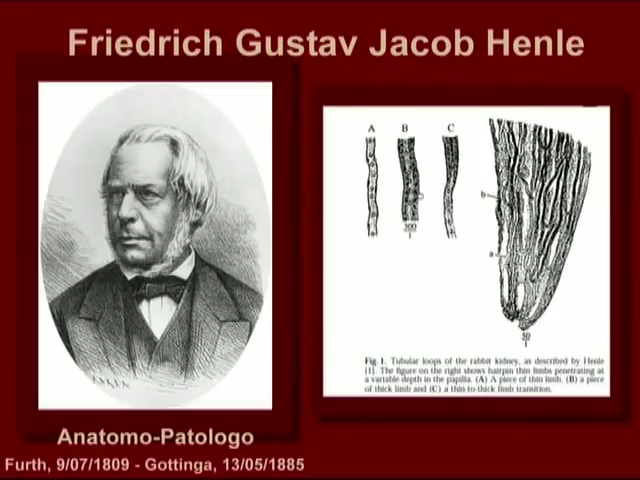 Friedrich Gustav Jacob Henle
A B C
b
a
300
1
50
1
Fig. 1. Tubular loops of the rabbit kidney, as described by Henle
[1]. The figure on the right shows hairpin thin limbs penetrating at
a variable depth in the papilla. (A) A piece of thin limb, (B) a piece
of thick limb and (C) a thin-to-thick limb transition.
Anatomo-Patologo
Furth, 9/07/1809 - Gottinga, 13/05/1885